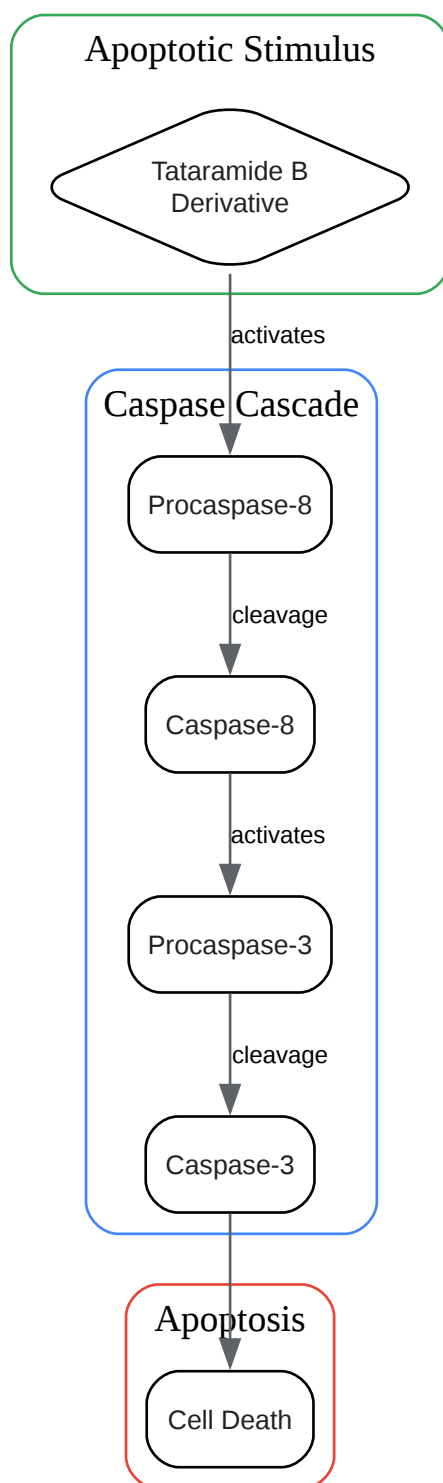 Apoptotic Stimulus
Tataramide B
Derivative
activates
Caspase Cascade
Procaspase-8
cleavage
Caspase-8
activates
Procaspase-3
cleavage
Caspase-3
Apoptosis
Cell Death